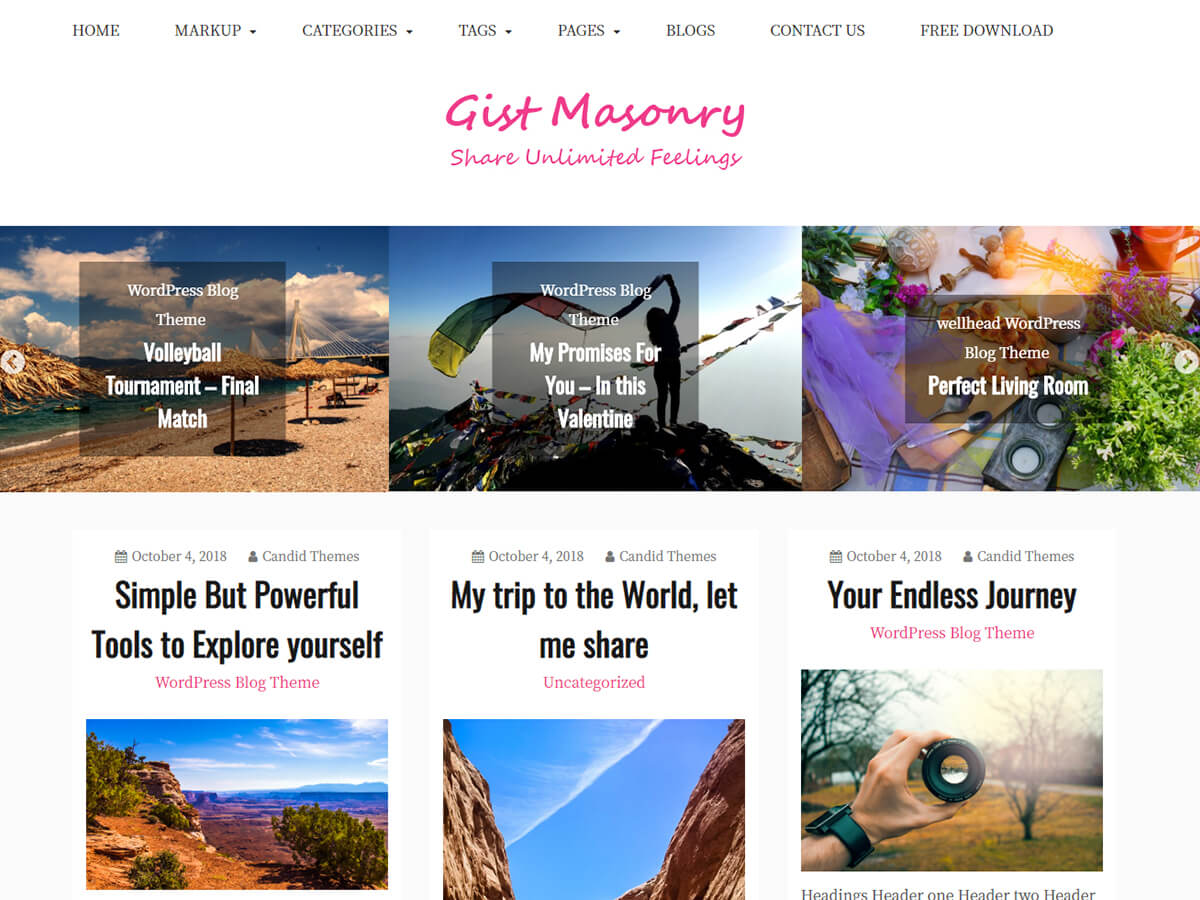 HOME MARKUP CATEGORIES TAGS PAGES BLOGS CONTACT US FREE DOWNLOAD
Gist Masonry
Share Unlimited Feelings
WordPress Blog
Theme
Volleyball
Tournament – Final
Match
WordPress Blog
Theme
My Promises For
You – In this
Valentine
wellhead WordPress
Blog Theme
Perfect Living Room
October 4, 2018 Candid Themes
Simple But Powerful
Tools to Explore yourself
WordPress Blog Theme
October 4, 2018 Candid Themes
My trip to the World, let
me share
Uncategorized
October 4, 2018 Candid Themes
Your Endless Journey
WordPress Blog Theme
Headings Header one Header two Header